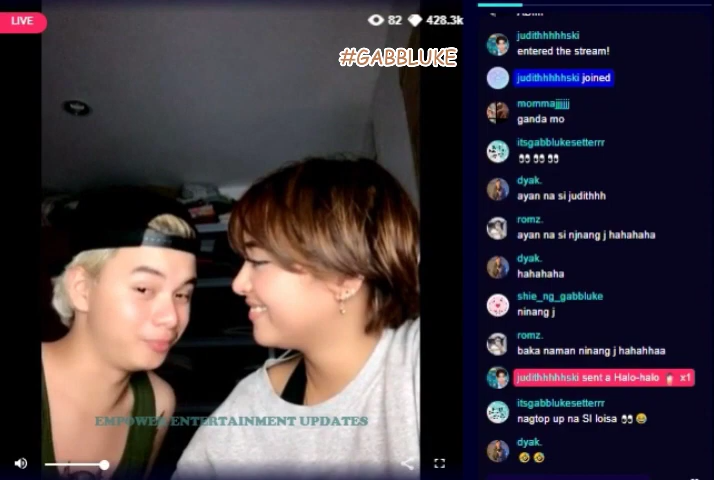 LIVE
82 428.3k
#GABBLUKE
EMPOWER ENTERTAINMENT UPDATES
judithhhhhski
entered the stream!
judithhhhhski joined
mommajjjjjj
ganda mo
itsgabblukesetterrr
👀 👀 👀
dyak.
ayan na si judithhh
romz.
ayan na si njnang j hahahaha
dyak.
hahahaha
shie_ng_gabbluke
ninang j
romz.
baka naman ninang j hahahhaa
judithhhhhski sent a Halo-halo x1
itsgabblukesetterrr
nagtop up na SI loisa 👀 😂
dyak.
🤣 🤣